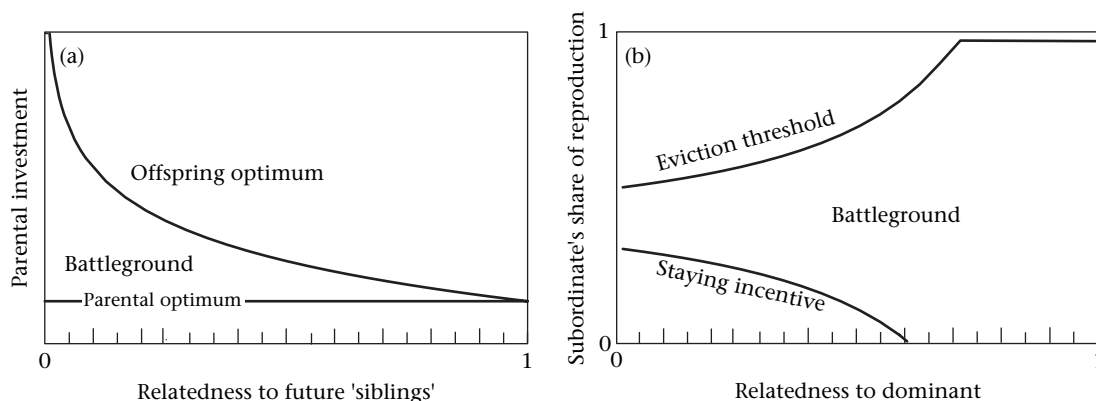 (a)
Parental investment
Offspring optimum
Battleground
Parental optimum
0
1
Relatedness to future 'siblings'
(b)
Subordinate's share of reproduction
1
Eviction threshold
Battleground
Staying incentive
0
0
1
Relatedness to dominant